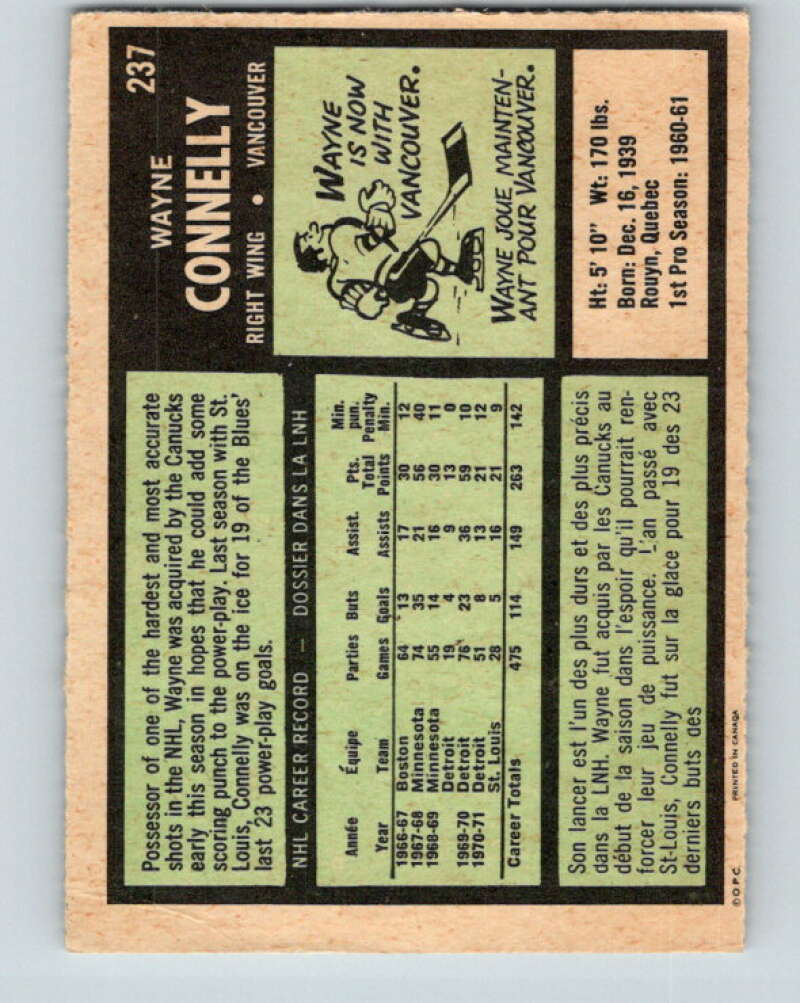 237
WAYNE
CONNELLY
RIGHT WING • VANCOUVER
WAYNE
IS NOW
WITH
VANCOUVER.
WAYNE JOUE, MAINTEN-
ANT POUR VANCOUVER.
Ht: 5' 10" Wt: 170 lbs.
Born: Dec. 16, 1939
Rouyn, Quebec
1st Pro Season: 1960-61
Possessor of one of the hardest and most accurate
shots in the NHL, Wayne was acquired by the Canucks
early this season in hopes that he could add some
scoring punch to the power-play. Last season with St.
Louis, Connelly was on the ice for 19 of the Blues'
last 23 power-play goals.
NHL CAREER RECORD — DOSSIER DANS LA LNH
Année Équipe Parties Buts Assist. Pts. Min. pun.
Year Team Games Goals Assists Total Points Penalty Min.
1966-67 Boston 64 13 17 30 12
1967-68 Minnesota 74 35 21 56 40
1968-69 Minnesota 55 14 16 30 11
Detroit 19 4 9 13 0
1969-70 Detroit 76 23 36 59 10
1970-71 Detroit 51 8 13 21 12
St. Louis 28 5 16 21 9
Career Totals 475 114 149 263 142
Son lancer est l'un des plus durs et des plus précis
dans la LNH. Wayne fut acquis par les Canucks au
début de la saison dans l'espoir qu'il pourrait ren-
forcer leur jeu de puissance. L'an passé avec
St-Louis, Connelly fut sur la glace pour 19 des 23
derniers buts des
© O.P.C. PRINTED IN CANADA